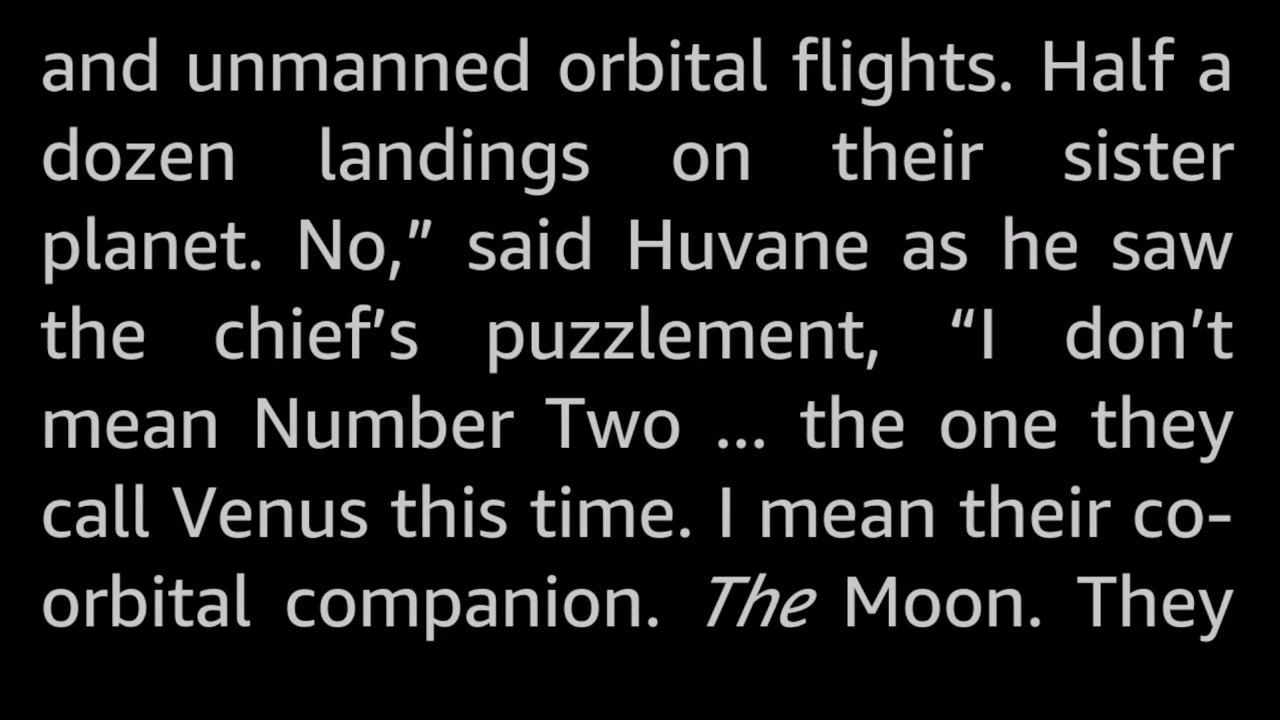 and unmanned orbital flights. Half a
dozen landings on their sister
planet. No,” said Huvane as he saw
the chief’s puzzlement, “I don’t
mean Number Two … the one they
call Venus this time. I mean their co-
orbital companion. The Moon. They